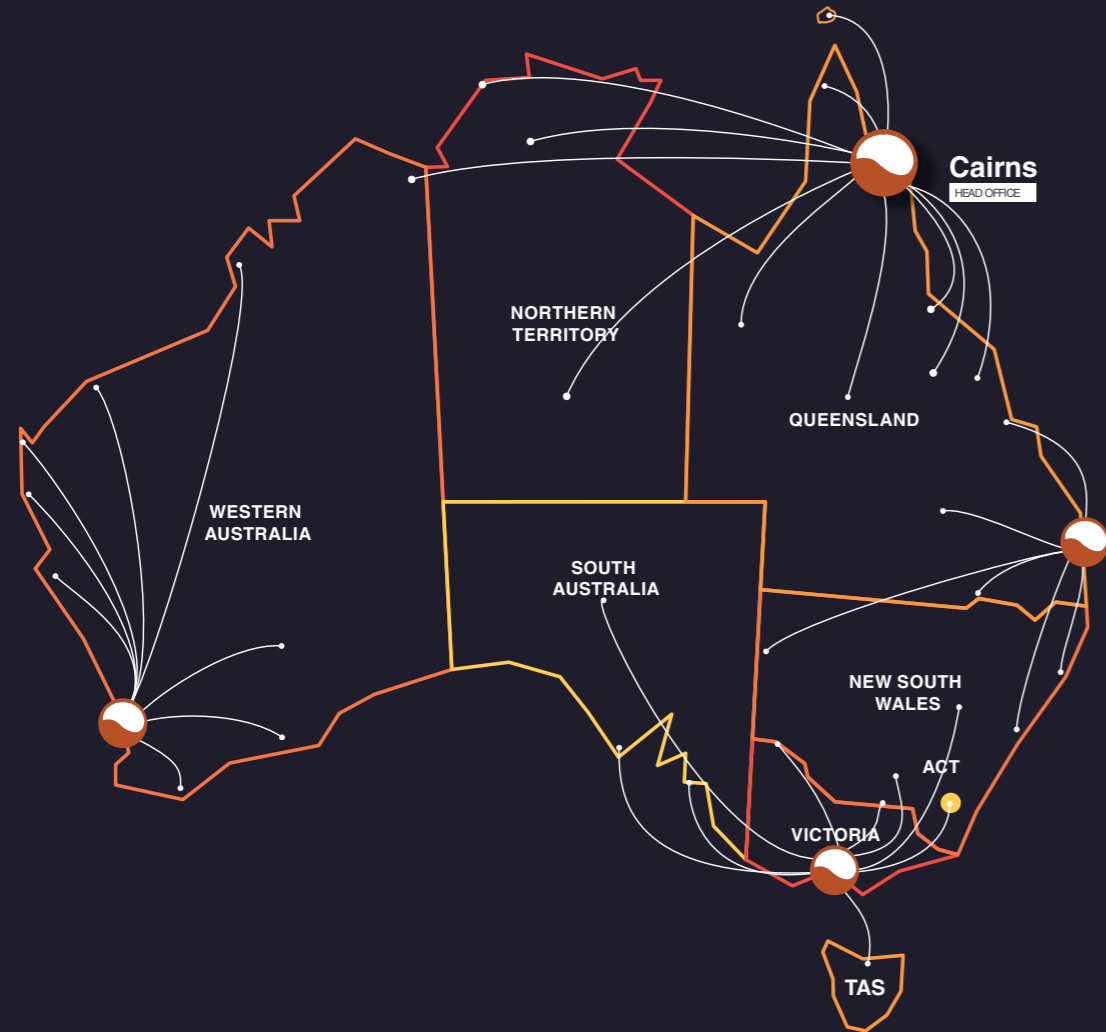 Cairns
HEAD OFFICE
NORTHERN
TERRITORY
QUEENSLAND
WESTERN
AUSTRALIA
SOUTH
AUSTRALIA
NEW SOUTH
WALES
ACT
VICTORIA
TAS